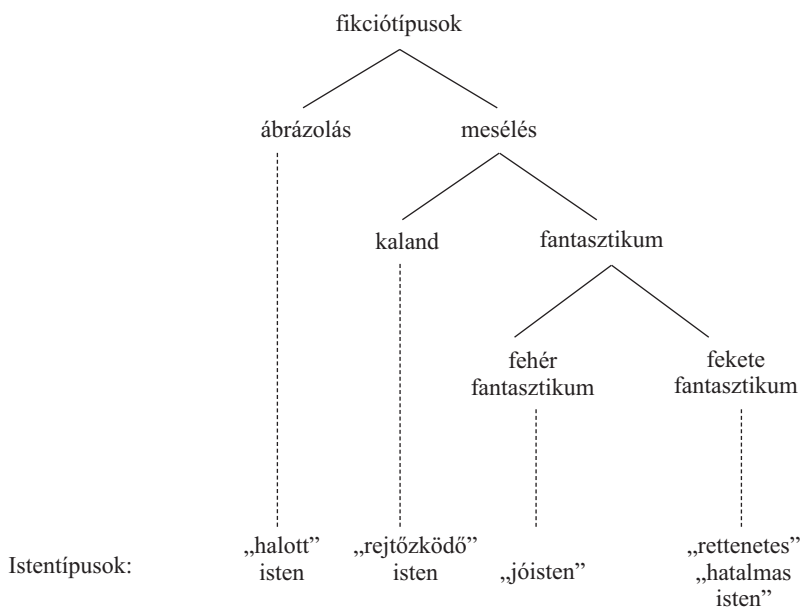 fikciótípusok
ábrázolás mesélés
kaland fantasztikum
fehér fantasztikum
fekete fantasztikum
Istentípusok:
„halott”
isten
„rejtőzködő”
isten
„jóisten”
„rettenetes”
„hatalmas
isten”